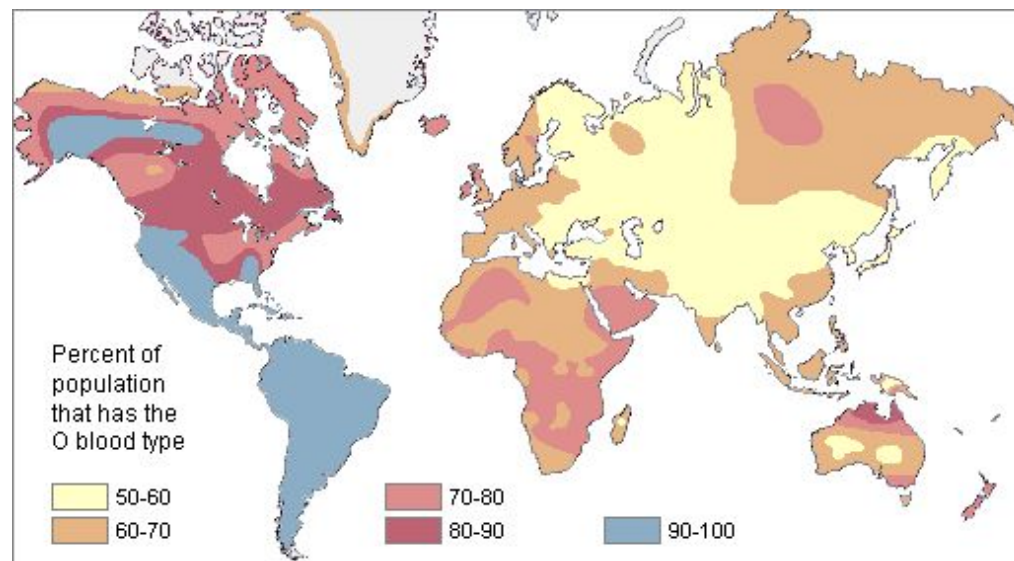 Percent of
population
that has the
O blood type
50-60
60-70
70-80
80-90
90-100